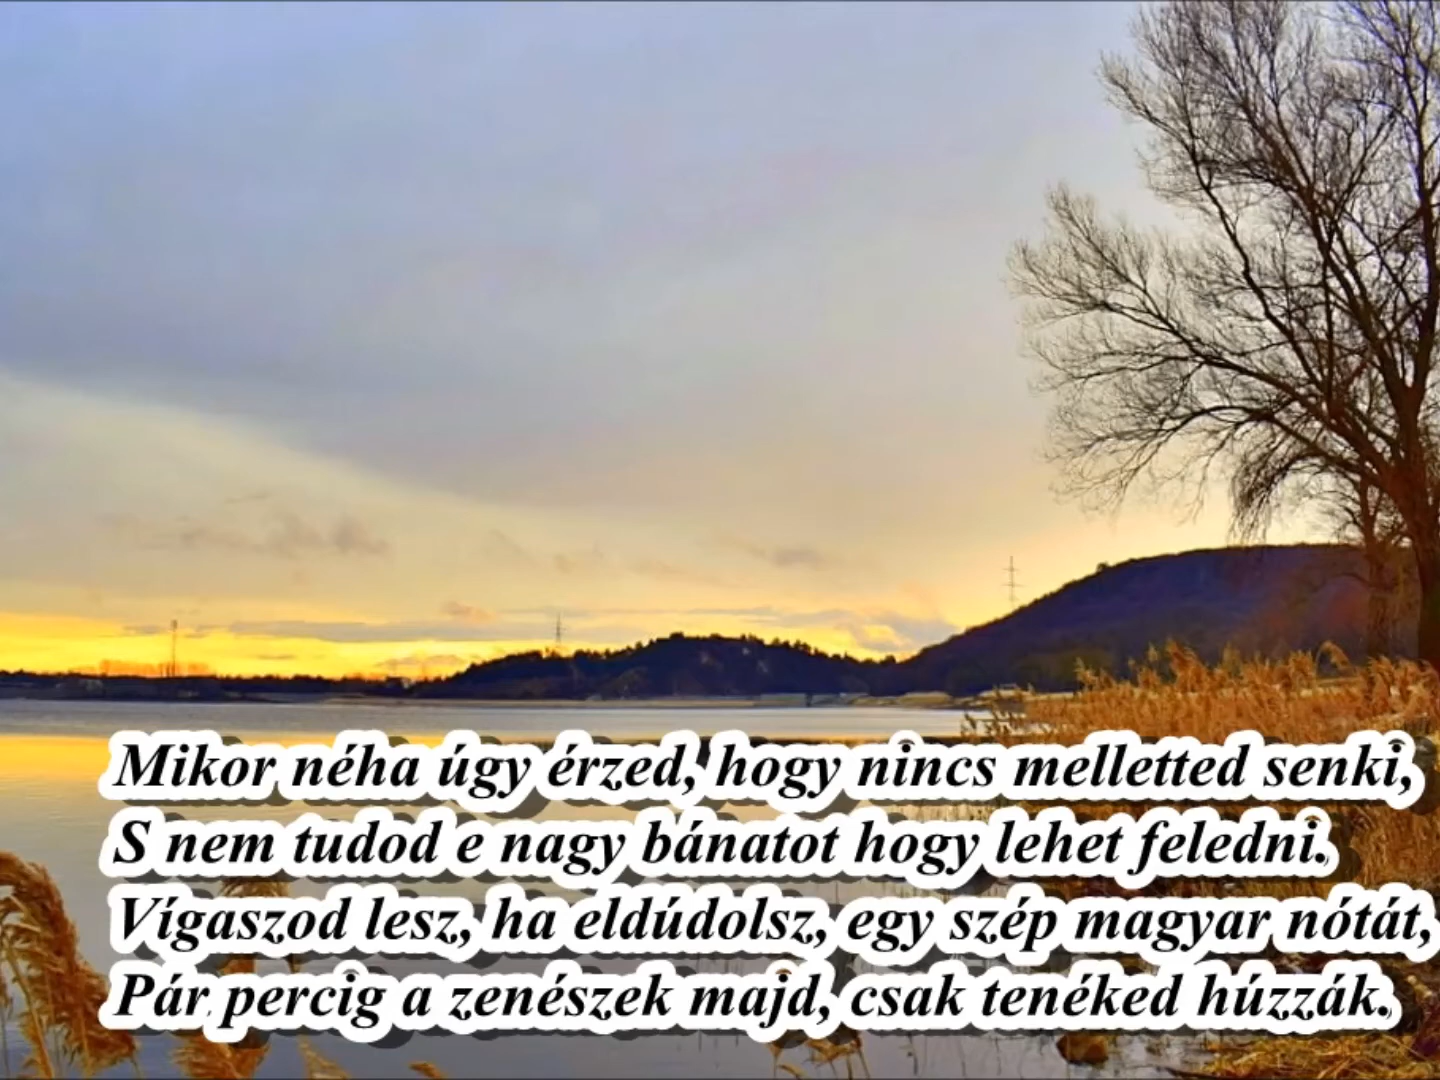 Mikor néha úgy érzed, hogy nincs melletted senki,
S nem tudod e nagy bánatot hogy lehet feledni.
Vígaszod lesz, ha eldúdolsz, egy szép magyar nótát,
Pár percig a zenészek majd, csak tenéked húzzák.